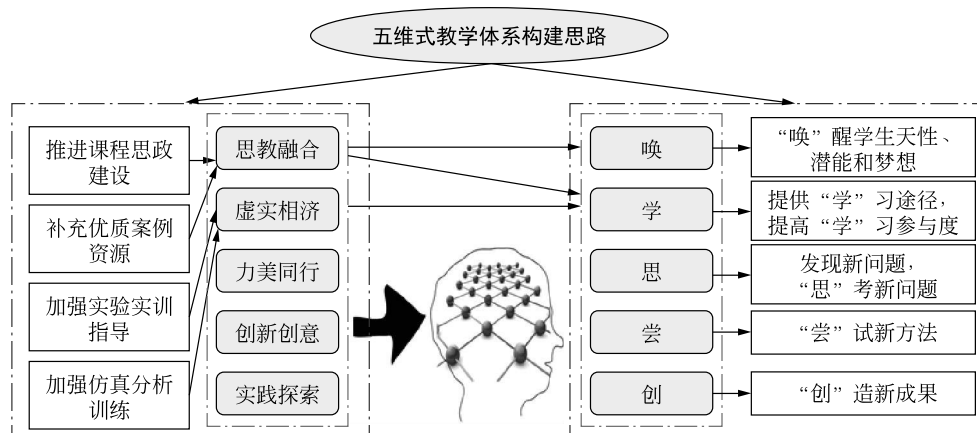 五维式教学体系构建思路
推进课程思政
建设
补充优质案例
资源
加强实验实训
指导
加强仿真分析
训练
思教融合
虚实相济
力美同行
创新创意
实践探索
唤
学
思
尝
创
“唤”醒学生天性、
潜能和梦想
提供“学”习途径,
提高“学”习参与度
发现新问题,
“思”考新问题
“尝”试新方法
“创”造新成果